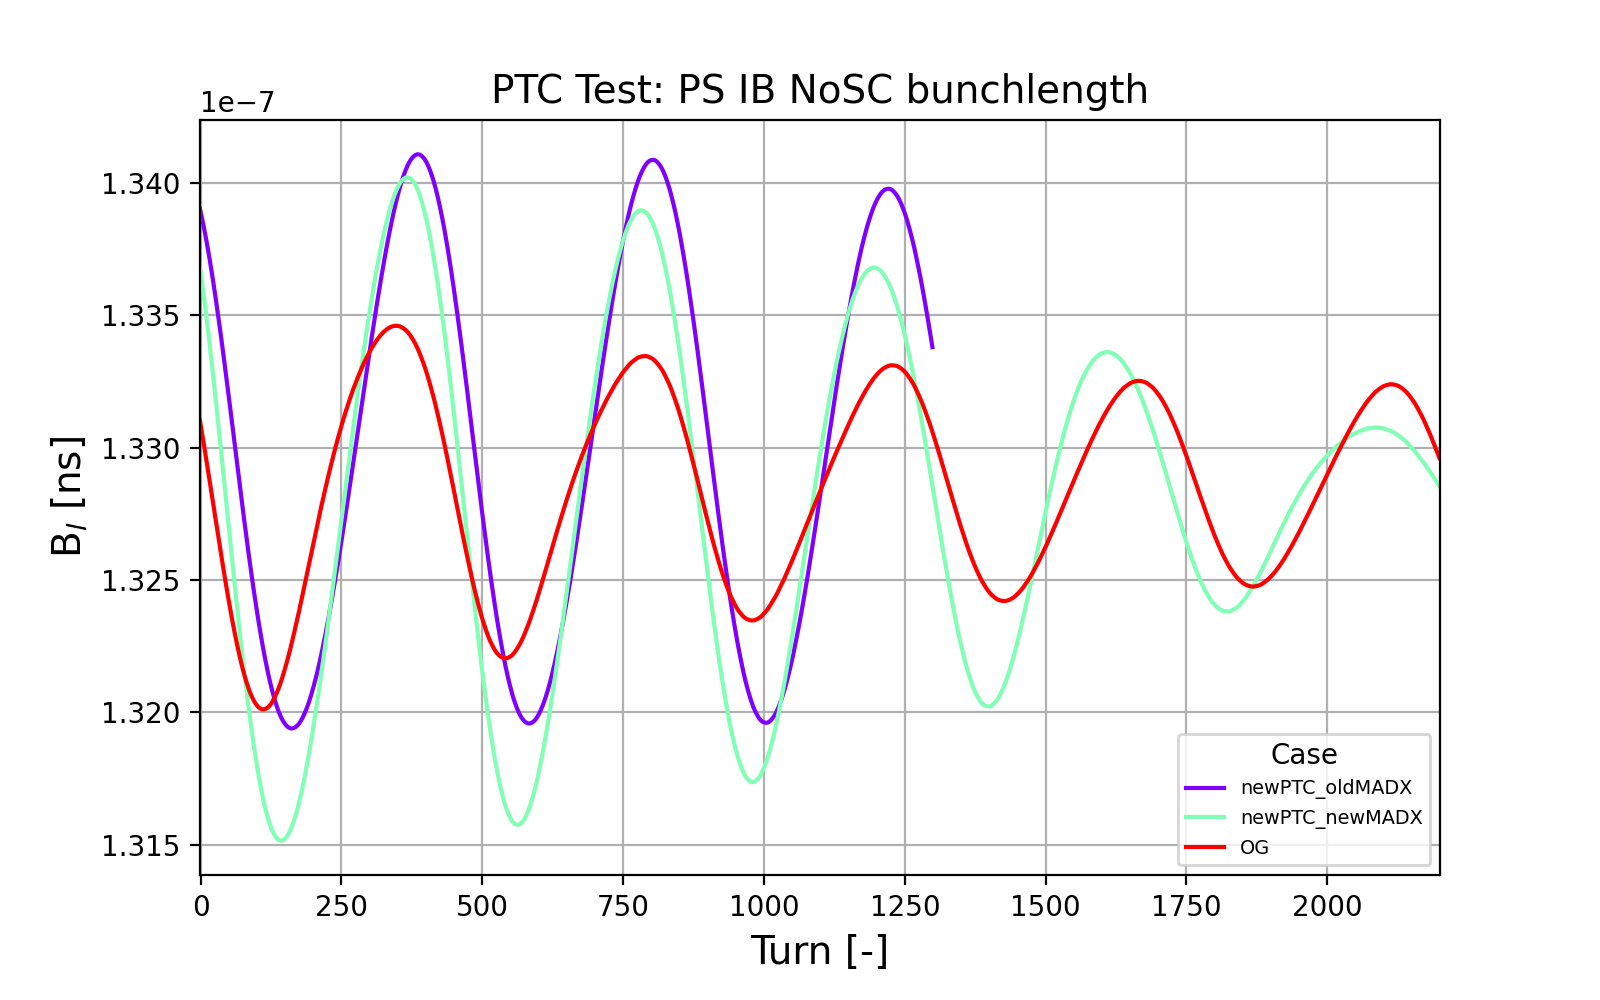 PTC Test: PS IB NoSC bunchlength
1e−7
1.340
1.335
1.330
1.325
1.320
1.315
B_l [ns]
0 250 500 750 1000 1250 1500 1750 2000
Turn [-]
Case
newPTC_oldMADX
newPTC_newMADX
OG